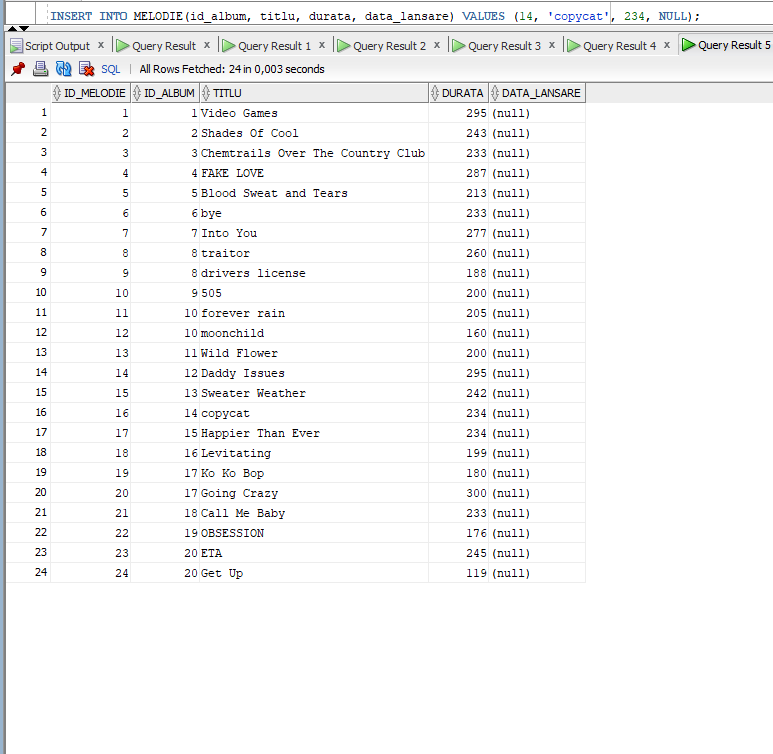 INSERT INTO MELODIE(id_album, titlu, durata, data_lansare) VALUES (14, 'copycat', 234, NULL);
Script Output x Query Result x Query Result 1 x Query Result 2 x Query Result 3 x Query Result 4 x Query Result 5
SQL | All Rows Fetched: 24 in 0,003 seconds
ID_MELODIE ID_ALBUM TITLU DURATA DATA_LANSARE
1 1 1 Video Games 295 (null)
2 2 2 Shades Of Cool 243 (null)
3 3 3 Chemtrails Over The Country Club 233 (null)
4 4 4 FAKE LOVE 287 (null)
5 5 5 Blood Sweat and Tears 213 (null)
6 6 6 bye 233 (null)
7 7 7 Into You 277 (null)
8 8 8 traitor 260 (null)
9 9 8 drivers license 188 (null)
10 10 9 505 200 (null)
11 11 10 forever rain 205 (null)
12 12 10 moonchild 160 (null)
13 13 11 Wild Flower 200 (null)
14 14 12 Daddy Issues 295 (null)
15 15 13 Sweater Weather 242 (null)
16 16 14 copycat 234 (null)
17 17 15 Happier Than Ever 234 (null)
18 18 16 Levitating 199 (null)
19 19 17 Ko Ko Bop 180 (null)
20 20 17 Going Crazy 300 (null)
21 21 18 Call Me Baby 233 (null)
22 22 19 OBSESSION 176 (null)
23 23 20 ETA 245 (null)
24 24 20 Get Up 119 (null)